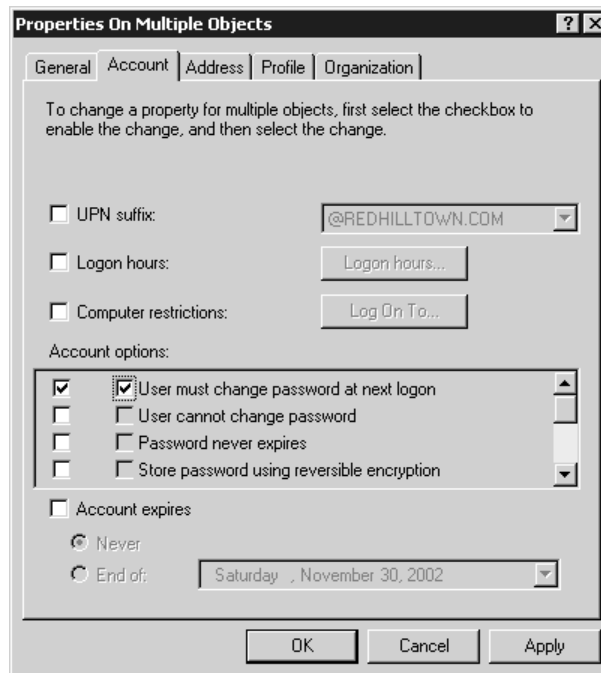 Properties On Multiple Objects
General Account Address Profile Organization
To change a property for multiple objects, first select the checkbox to
enable the change, and then select the change.
UPN suffix: @REDHILLTOWN.COM
Logon hours: Logon hours...
Computer restrictions: Log On To...
Account options:
User must change password at next logon
User cannot change password
Password never expires
Store password using reversible encryption
Account expires
Never
End of: Saturday , November 30, 2002
OK Cancel Apply